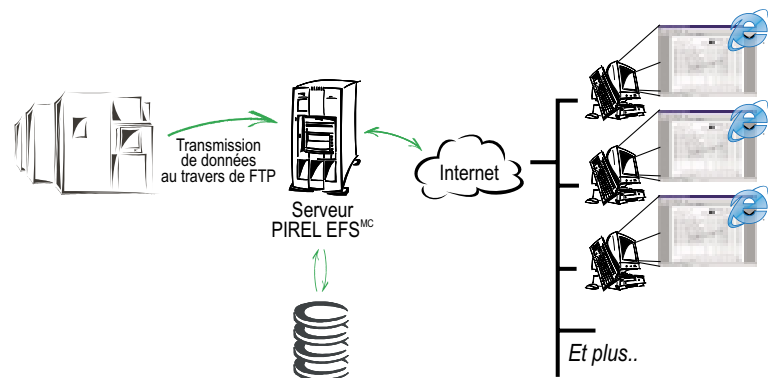 Transmission
de données
au travers de FTP
Serveur
PIREL EFS MC
Internet
Et plus..